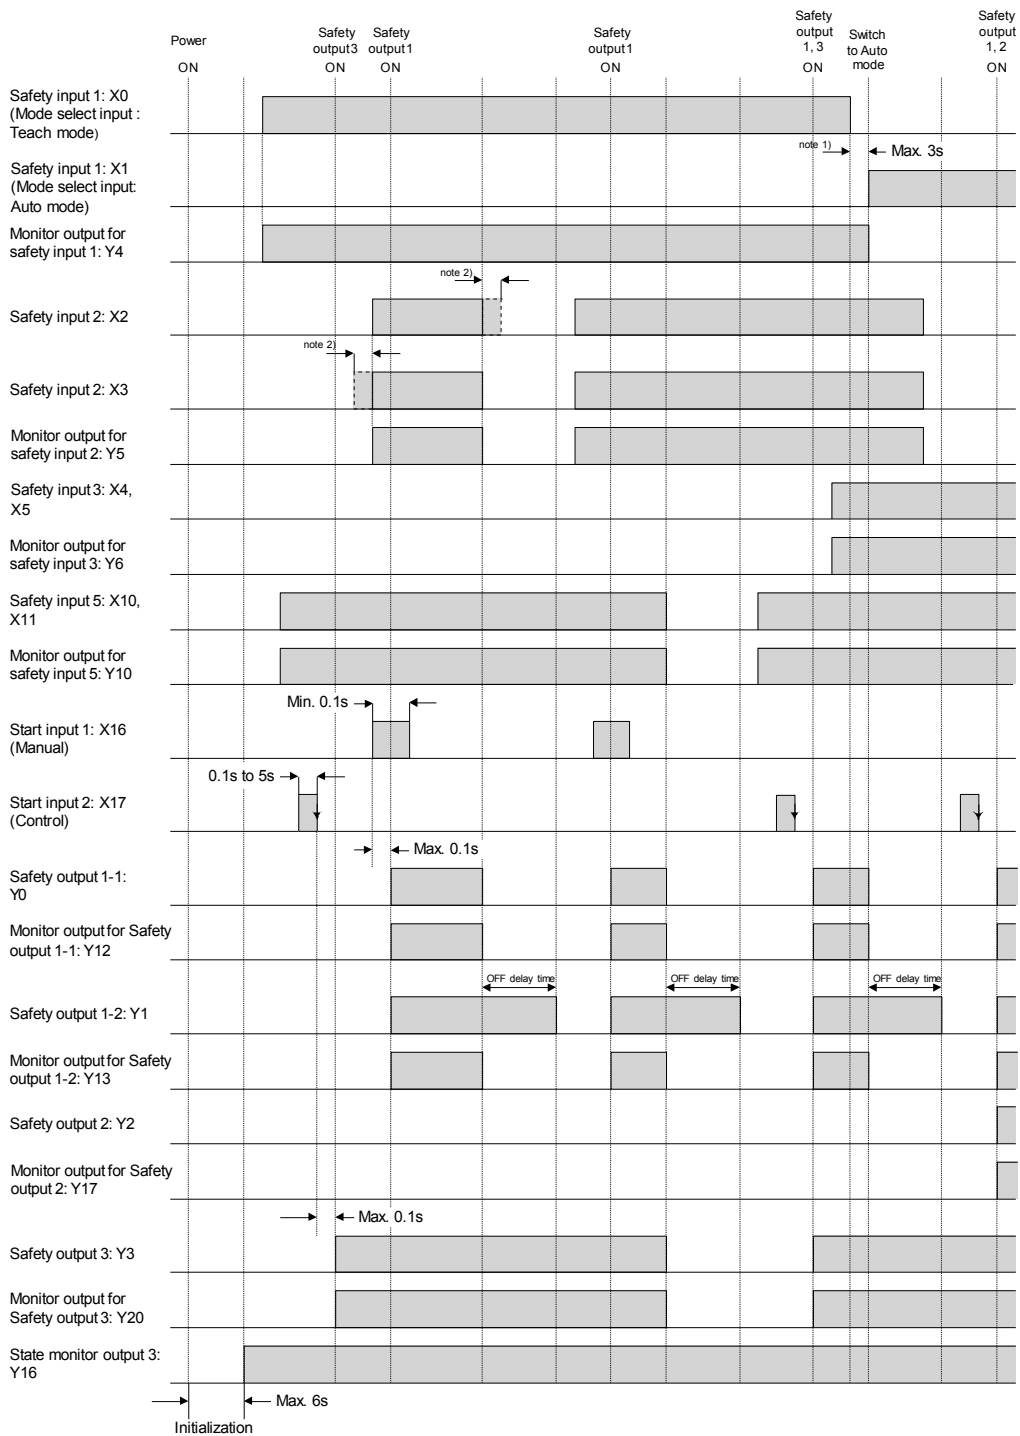 Power
ON
Safety
output3
ON
Safety
output1
ON
Safety
output1
ON
Safety
output
1, 3
ON
Switch
to Auto
mode
Safety
output
1, 2
ON
Safety input 1: X0
(Mode select input :
Teach mode)
note 1)
Max. 3s
Safety input 1: X1
(Mode select input:
Auto mode)
Monitor output for
safety input 1: Y4
note 2)
Safety input 2: X2
note 2)
Safety input 2: X3
Monitor output for
safety input 2: Y5
Safety input 3: X4,
X5
Monitor output for
safety input 3: Y6
Safety input 5: X10,
X11
Monitor output for
safety input 5: Y10
Min. 0.1s
Start input 1: X16
(Manual)
0.1s to 5s
Start input 2: X17
(Control)
Max. 0.1s
Safety output 1-1:
Y0
Monitor output for Safety
output 1-1: Y12
OFF delay time
OFF delay time
OFF delay time
Safety output 1-2: Y1
Monitor output for Safety
output 1-2: Y13
Safety output 2: Y2
Monitor output for Safety
output 2: Y17
Max. 0.1s
Safety output 3: Y3
Monitor output for
Safety output 3: Y20
State monitor output 3:
Y16
Max. 6s
Initialization